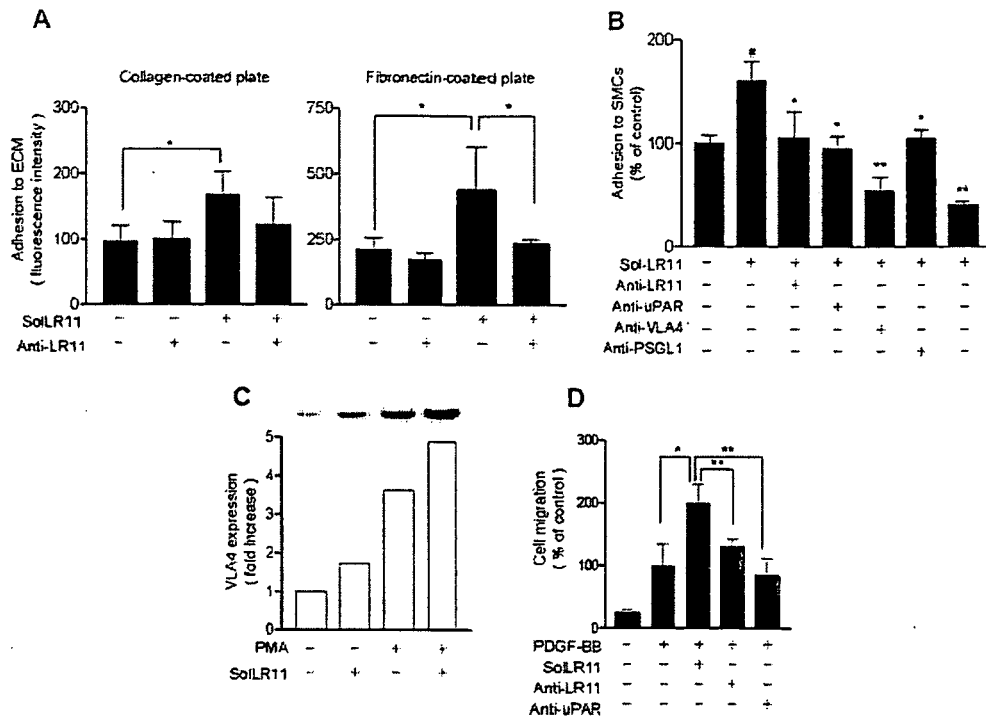 A
Collagen-coated plate
Fibronectin-coated plate
Adhesion to ECM
( fluorescence intensity )
300
200
100
0
*
750
500
250
0
*
*
SolLR11 − − + + − − + +
Anti-LR11 − + − + − + − +
B
Adhesion to SMCs
(% of control)
200
100
0
#
*
*
**
*
**
Sol-LR11 − + + + + + +
Anti-LR11 − − + − − − −
Anti-uPAR − − − + − − −
Anti-VLA4 − − − − + − −
Anti-PSGL1 − − − − − + −
C
VLA4 expression
( fold increase )
5
4
3
2
1
0
PMA − − + +
SolLR11 − + − +
D
Cell migration
( % of control )
300
200
100
0
*
**
**
PDGF-BB − + + + +
SolLR11 − − + − −
Anti-LR11 − − − + −
Anti-uPAR − − − − +